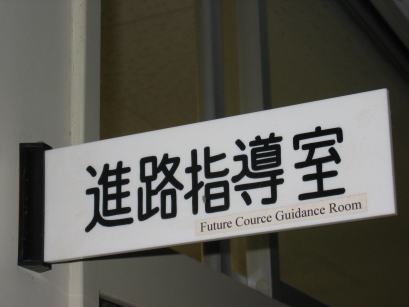 進路指導室
Future Cource Guidance Room